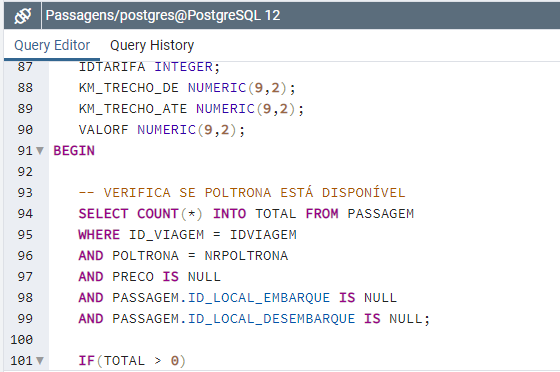 Passagens/postgres@PostgreSQL 12
Query Editor Query History
87 IDTARIFA INTEGER;
88 KM_TRECHO_DE NUMERIC(9,2);
89 KM_TRECHO_ATE NUMERIC(9,2);
90 VALORF NUMERIC(9,2);
91 BEGIN
92
93 -- VERIFICA SE POLTRONA ESTÁ DISPONÍVEL
94 SELECT COUNT(*) INTO TOTAL FROM PASSAGEM
95 WHERE ID_VIAGEM = IDVIAGEM
96 AND POLTRONA = NRPOLTRONA
97 AND PRECO IS NULL
98 AND PASSAGEM.ID_LOCAL_EMBARQUE IS NULL
99 AND PASSAGEM.ID_LOCAL_DESEMBARQUE IS NULL;
100
101 IF(TOTAL > 0)